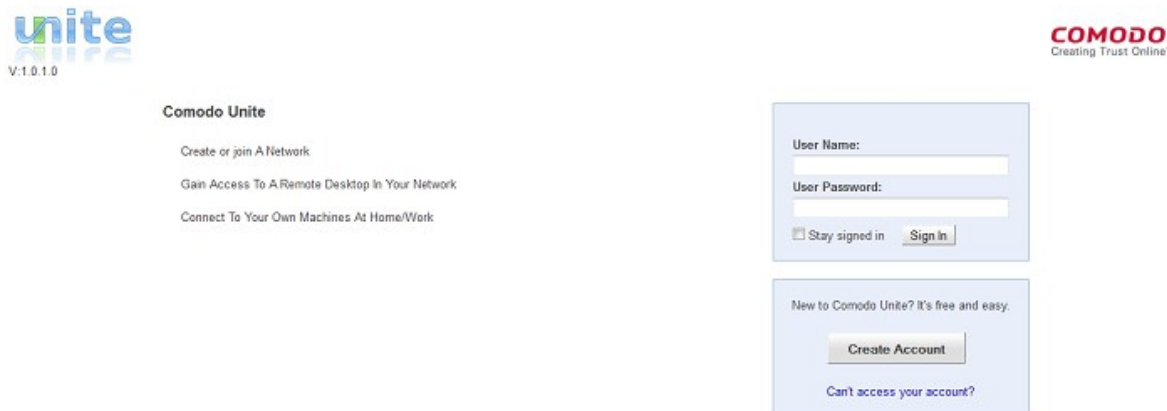 unite
COMODO
Creating Trust Online
V:1.0.1.0
Comodo Unite
Create or join A Network
Gain Access To A Remote Desktop In Your Network
Connect To Your Own Machines At Home/Work
User Name:
User Password:
Stay signed in
Sign In
New to Comodo Unite? It's free and easy.
Create Account
Can't access your account?